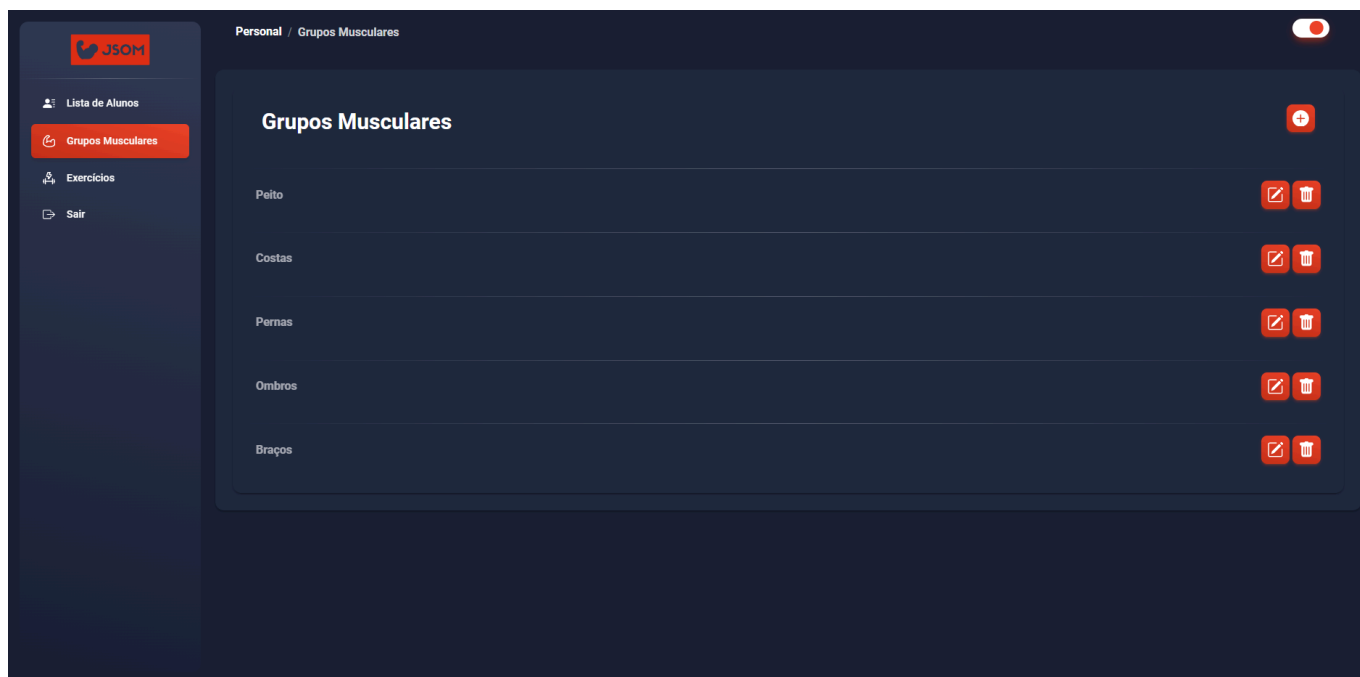 JSOM
Personal / Grupos Musculares
Lista de Alunos
Grupos Musculares
Exercícios
Sair
Grupos Musculares
Peito
Costas
Pernas
Ombros
Braços